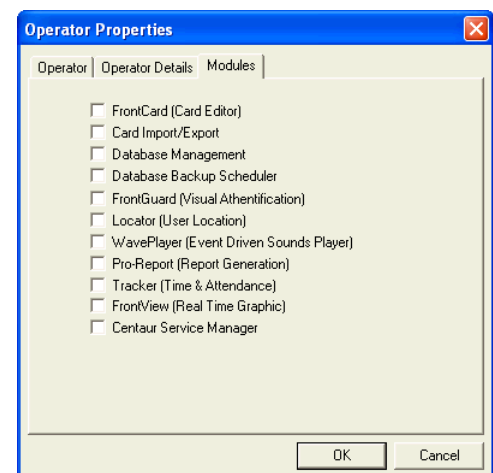 Operator Properties
Operator Operator Details Modules
FrontCard (Card Editor)
Card Import/Export
Database Management
Database Backup Scheduler
FrontGuard (Visual Athentification)
Locator (User Location)
WavePlayer (Event Driven Sounds Player)
Pro-Report (Report Generation)
Tracker (Time & Attendance)
FrontView (Real Time Graphic)
Centaur Service Manager
OK Cancel